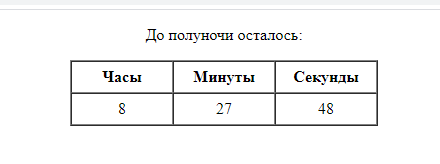 До полуночи осталось:
Часы Минуты Секунды
8 27 48